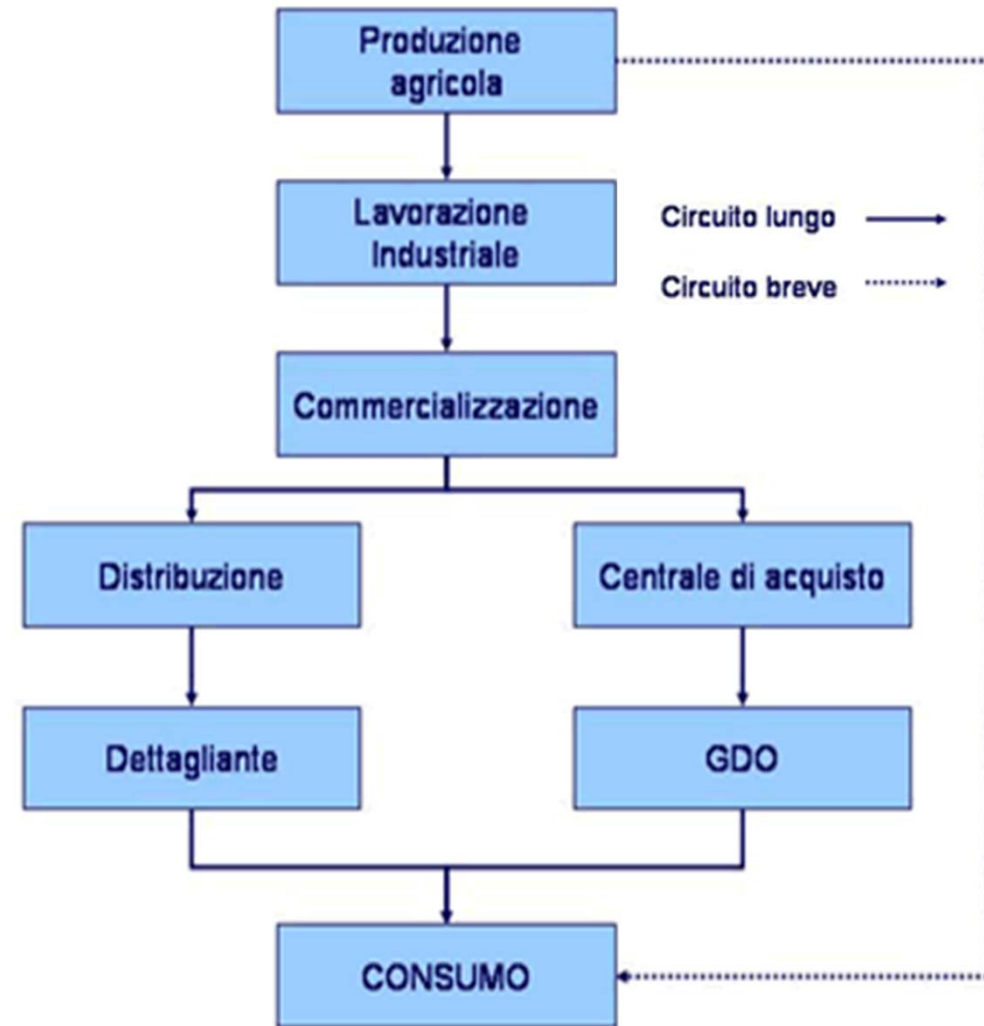 Produzione
agricola
Lavorazione
Industriale
Circuito lungo
Circuito breve
Commercializzazione
Distribuzione
Centrale di acquisto
Dettagliante
GDO
CONSUMO